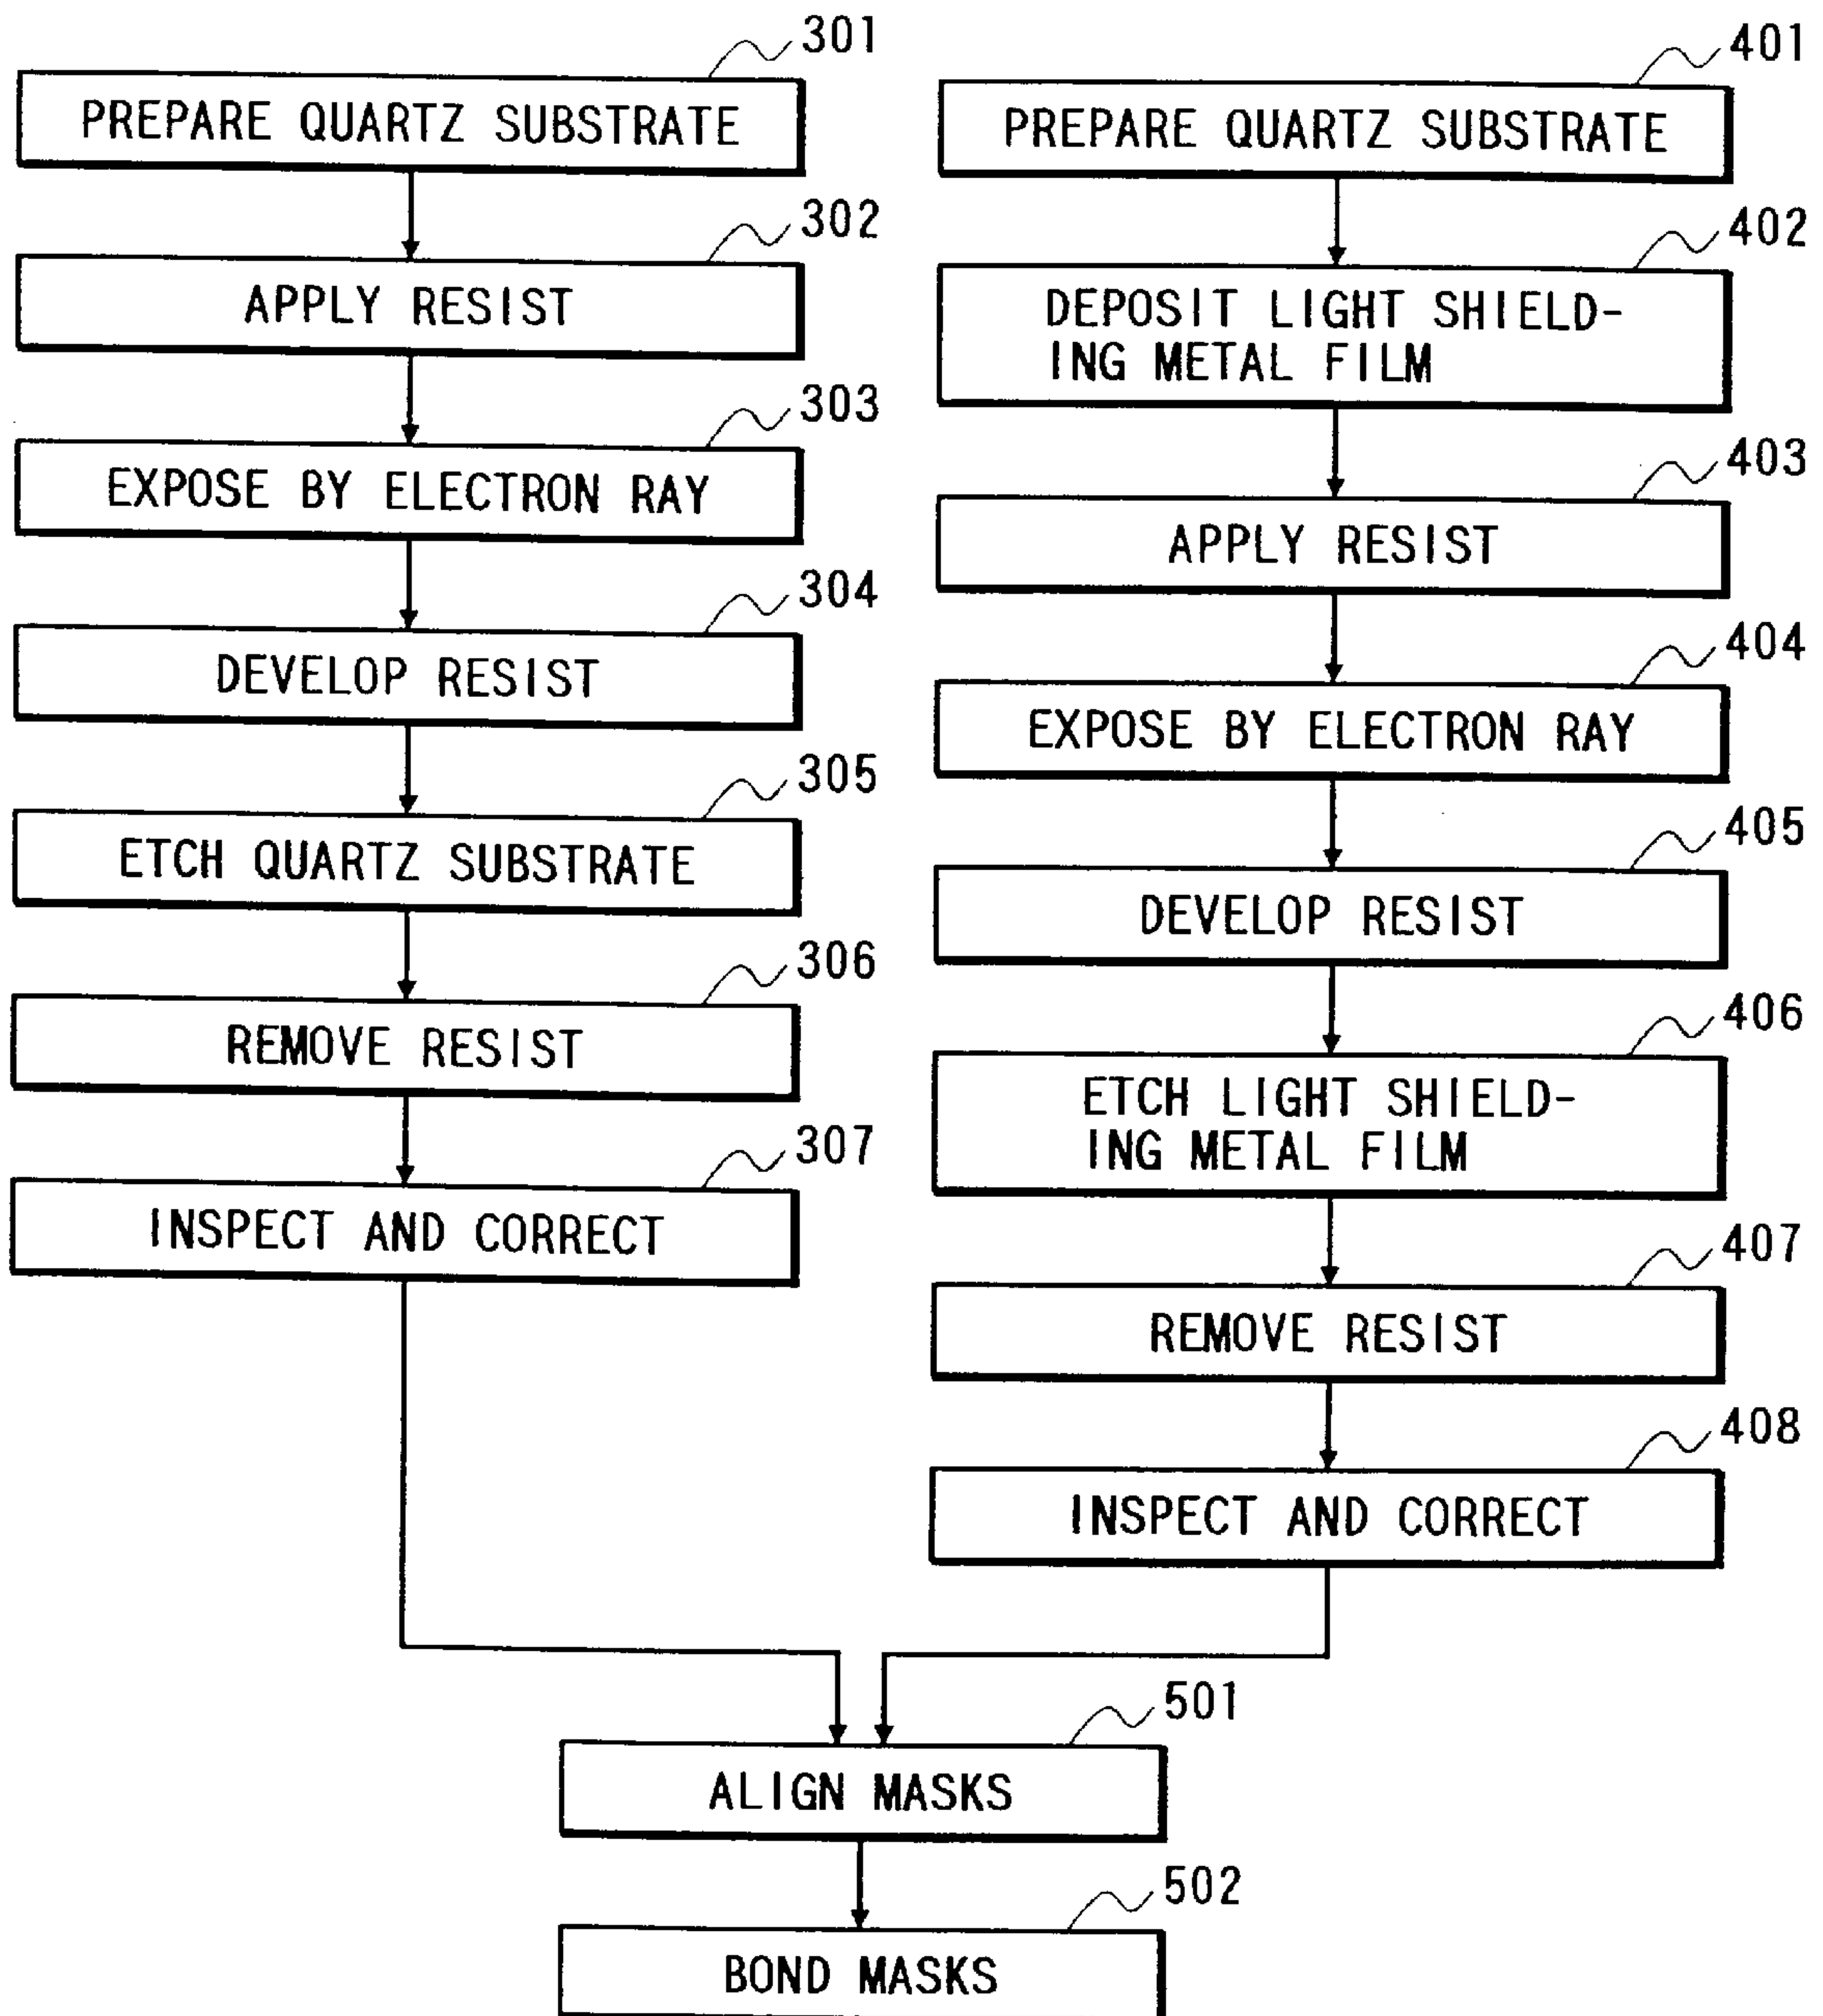 301
PREPARE QUARTZ SUBSTRATE
302
APPLY RESIST
303
EXPOSE BY ELECTRON RAY
304
DEVELOP RESIST
305
ETCH QUARTZ SUBSTRATE
306
REMOVE RESIST
307
INSPECT AND CORRECT
401
PREPARE QUARTZ SUBSTRATE
402
DEPOSIT LIGHT SHIELD-
ING METAL FILM
403
APPLY RESIST
404
EXPOSE BY ELECTRON RAY
405
DEVELOP RESIST
406
ETCH LIGHT SHIELD-
ING METAL FILM
407
REMOVE RESIST
408
INSPECT AND CORRECT
501
ALIGN MASKS
502
BOND MASKS